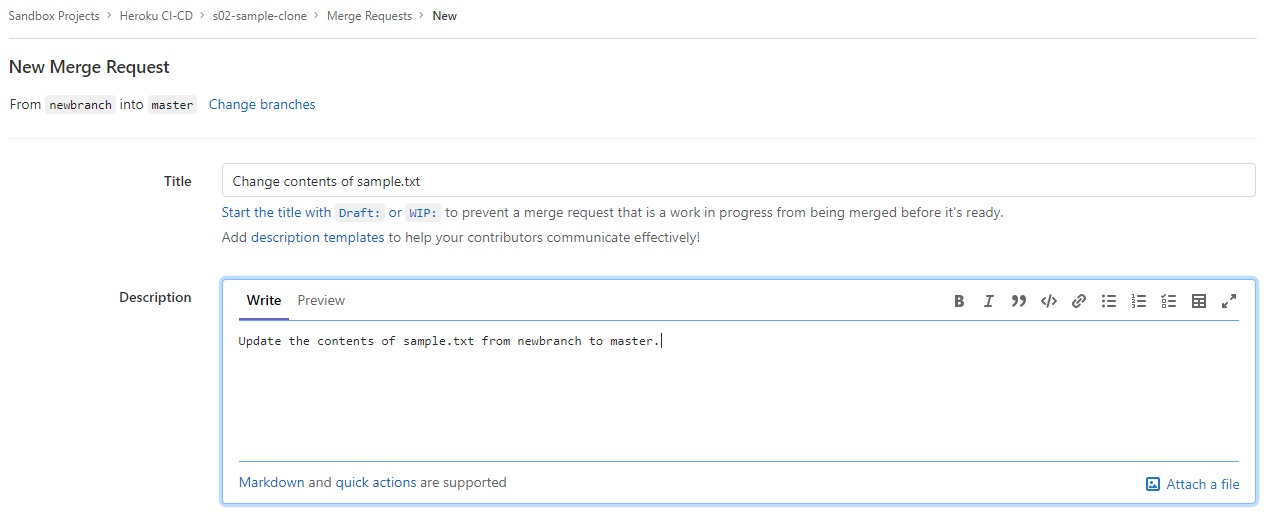 Sandbox Projects > Heroku CI-CD > s02-sample-clone > Merge Requests > New
New Merge Request
From newbranch into master Change branches
Title
Change contents of sample.txt
Start the title with Draft: or WIP: to prevent a merge request that is a work in progress from being merged before it's ready.
Add description templates to help your contributors communicate effectively!
Description
Write Preview
Update the contents of sample.txt from newbranch to master.
Markdown and quick actions are supported
Attach a file